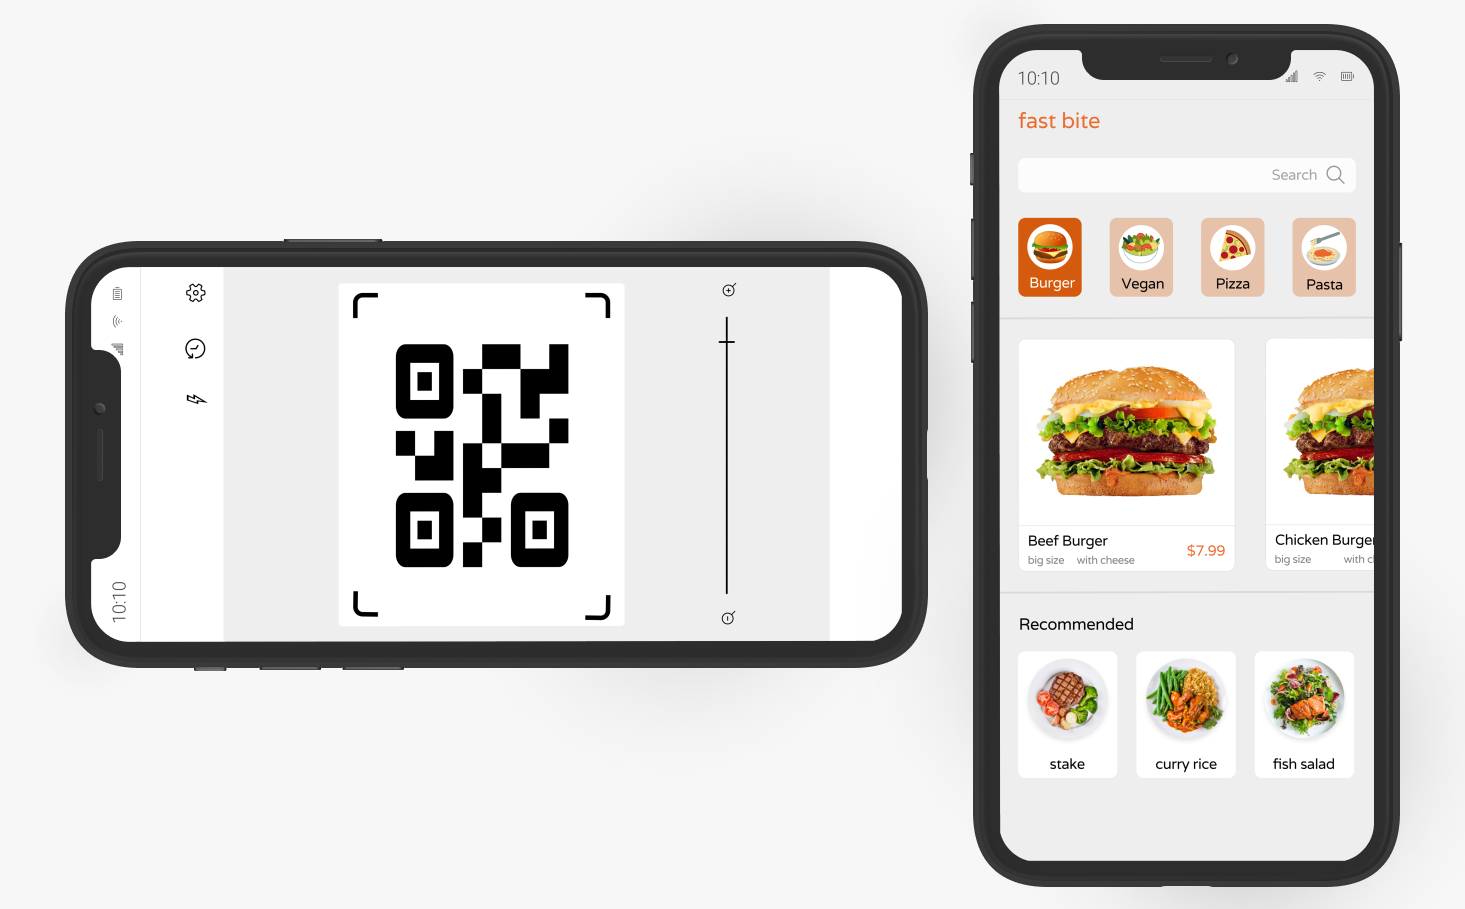 10:10
10:10
fast bite
Search
Burger
Vegan
Pizza
Pasta
Beef Burger
big size with cheese
$7.99
Chicken Burger
big size with cl
Recommended
stake
curry rice
fish salad